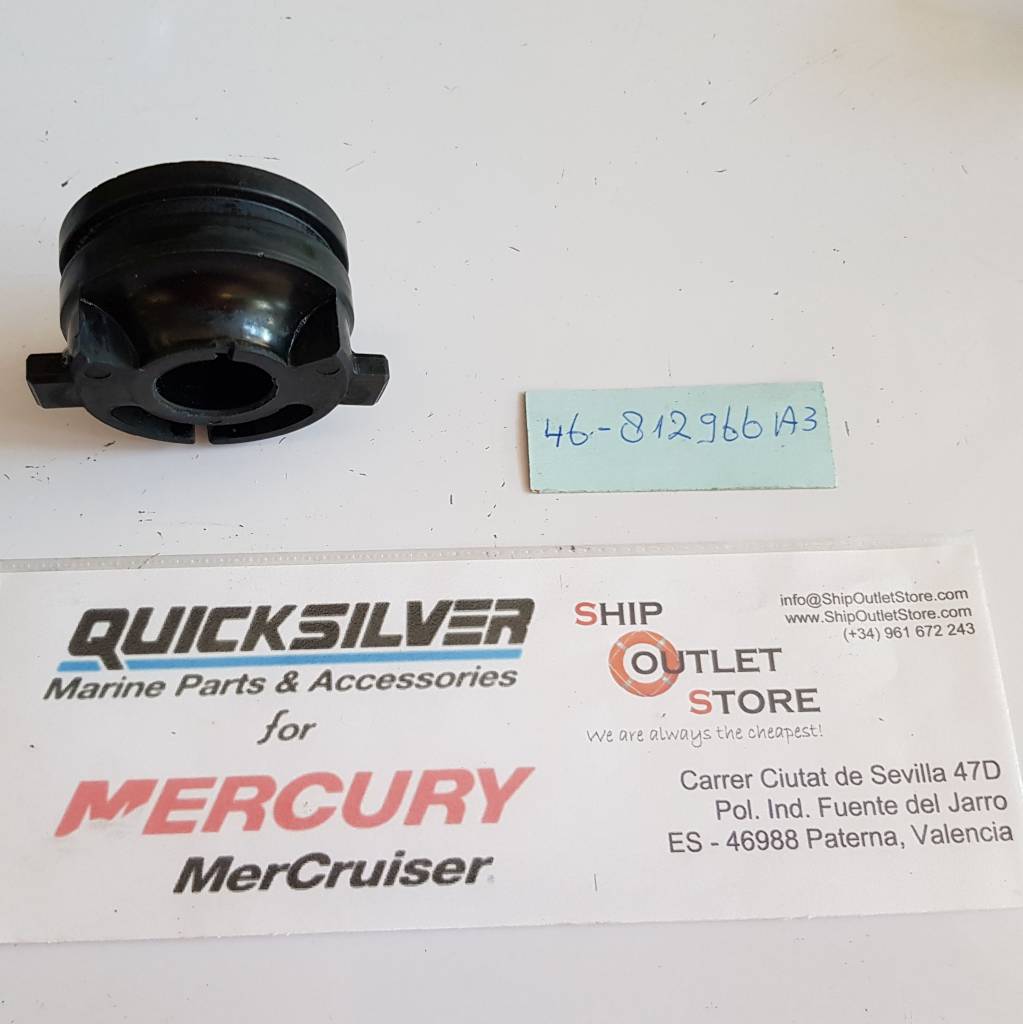 46-812966A3
QUICKSILVER
Marine Parts & Accessories
for
MERCURY
MerCruiser
SHIP
OUTLET
STORE
We are always the cheapest!
info@ShipOutletStore.com
www.ShipOutletStore.com
(+34) 961 672 243
Carrer Ciutat de Sevilla 47D
Pol. Ind. Fuente del Jarro
ES - 46988 Paterna, Valencia